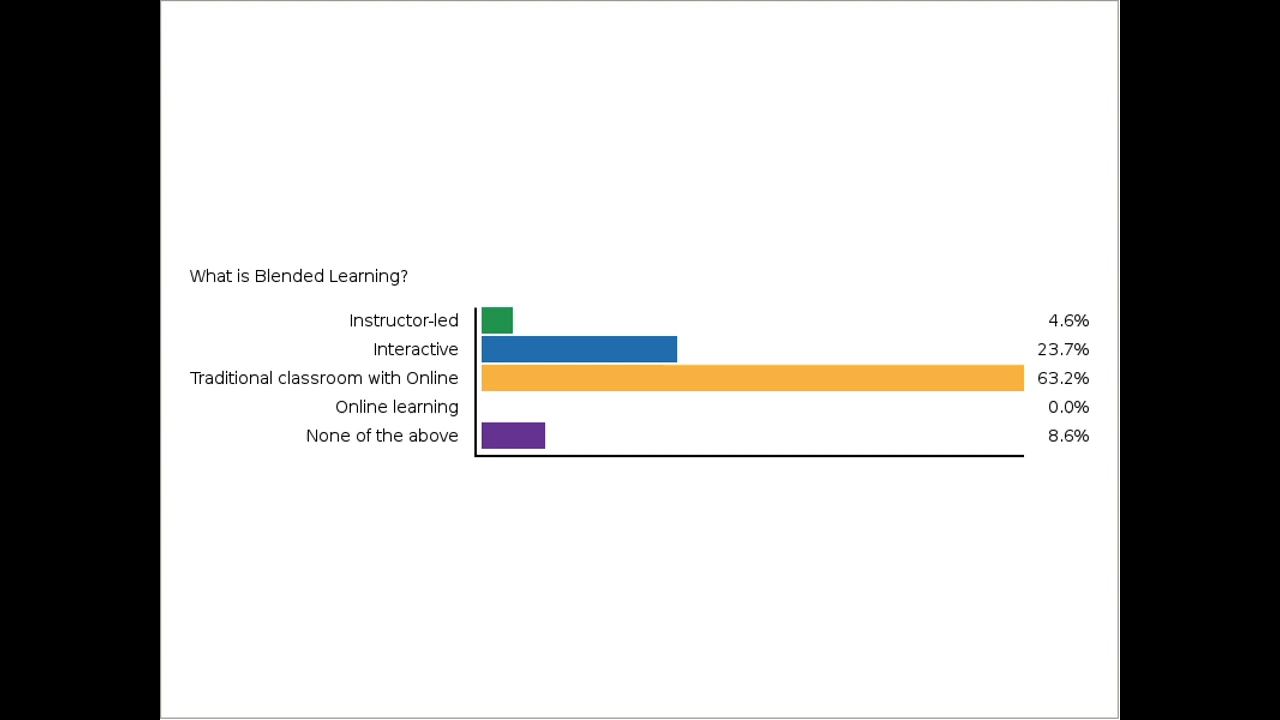 What is Blended Learning?
Instructor-led 4.6%
Interactive 23.7%
Traditional classroom with Online 63.2%
Online learning 0.0%
None of the above 8.6%